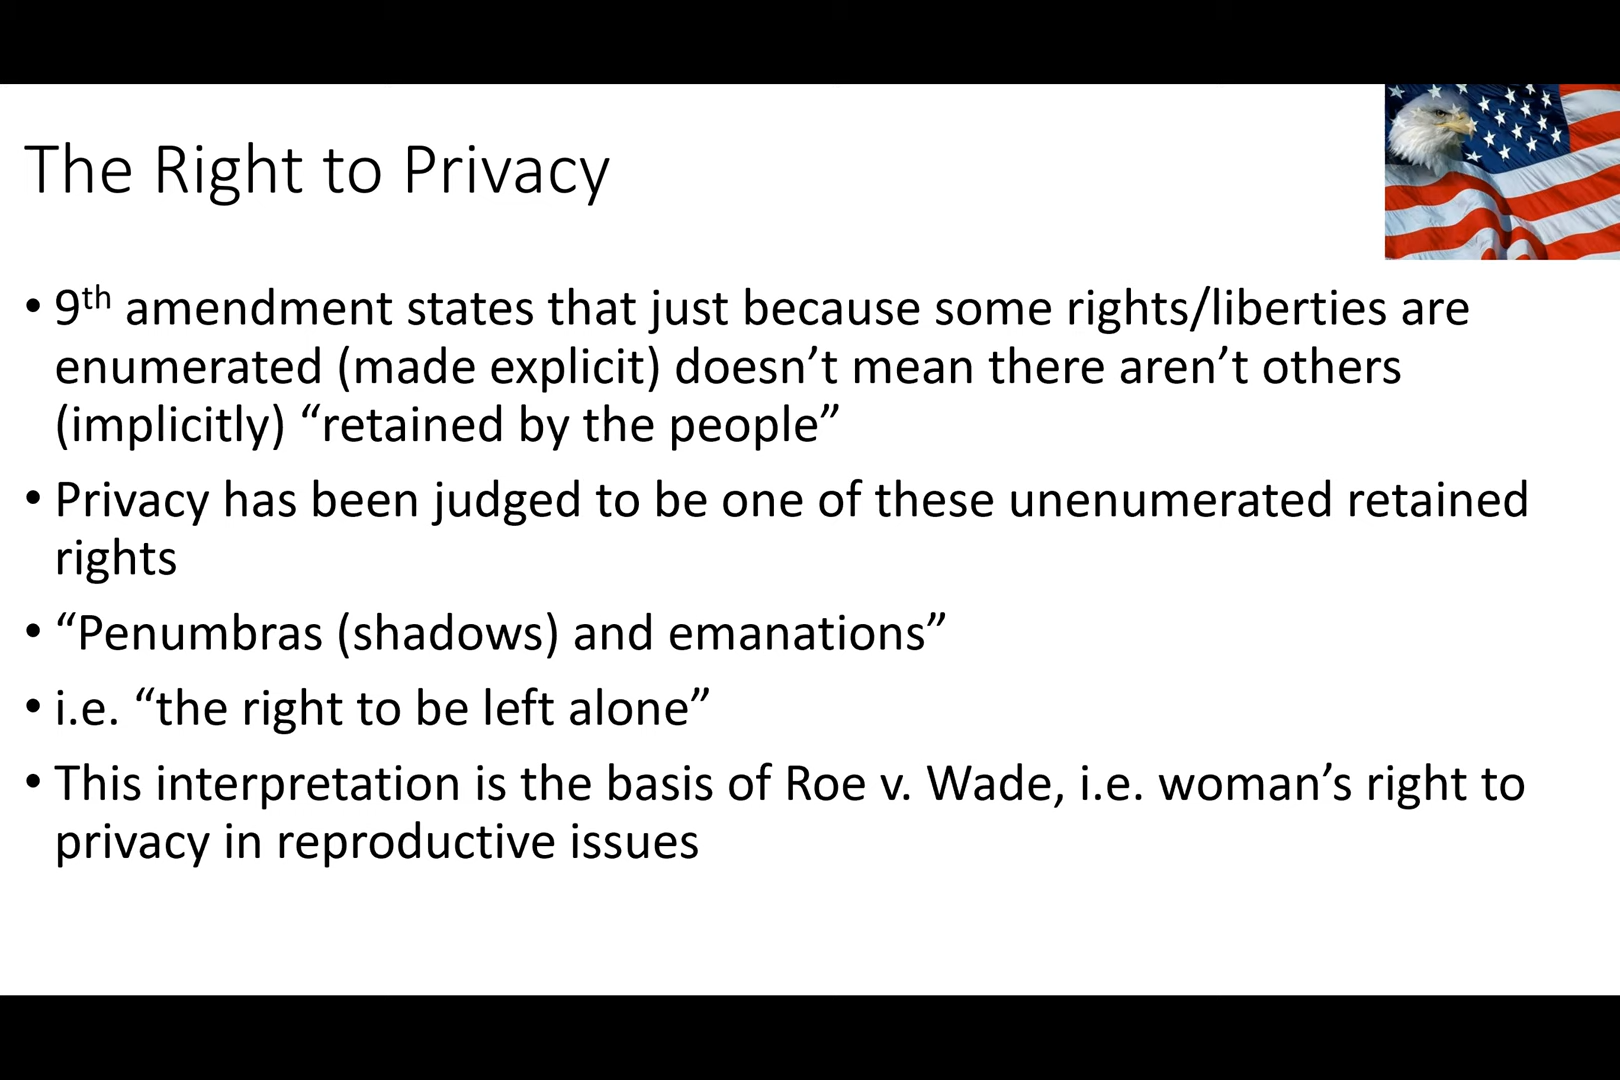 The Right to Privacy
• 9th amendment states that just because some rights/liberties are
enumerated (made explicit) doesn’t mean there aren’t others
(implicitly) “retained by the people”
• Privacy has been judged to be one of these unenumerated retained
rights
• “Penumbras (shadows) and emanations”
• i.e. “the right to be left alone”
• This interpretation is the basis of Roe v. Wade, i.e. woman’s right to
privacy in reproductive issues